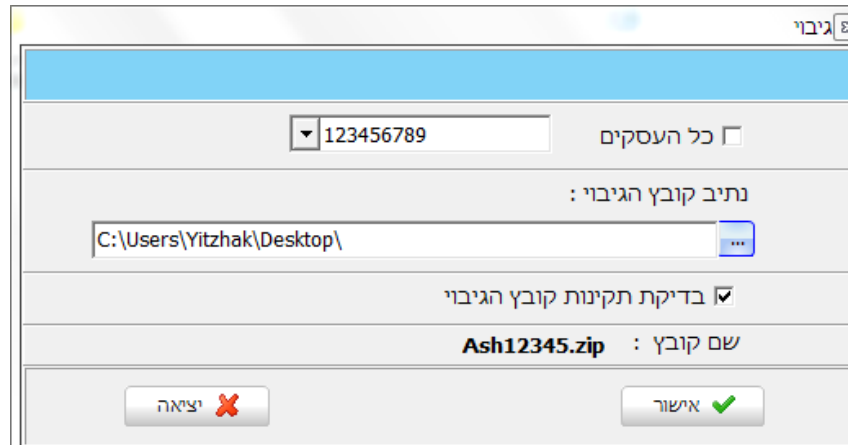 גיבוי
כל העסקים 123456789
נתיב קובץ הגיבוי :
... C:\Users\Yitzhak\Desktop\
בדיקת תקינות קובץ הגיבוי
שם קובץ : Ash12345.zip
אישור יציאה